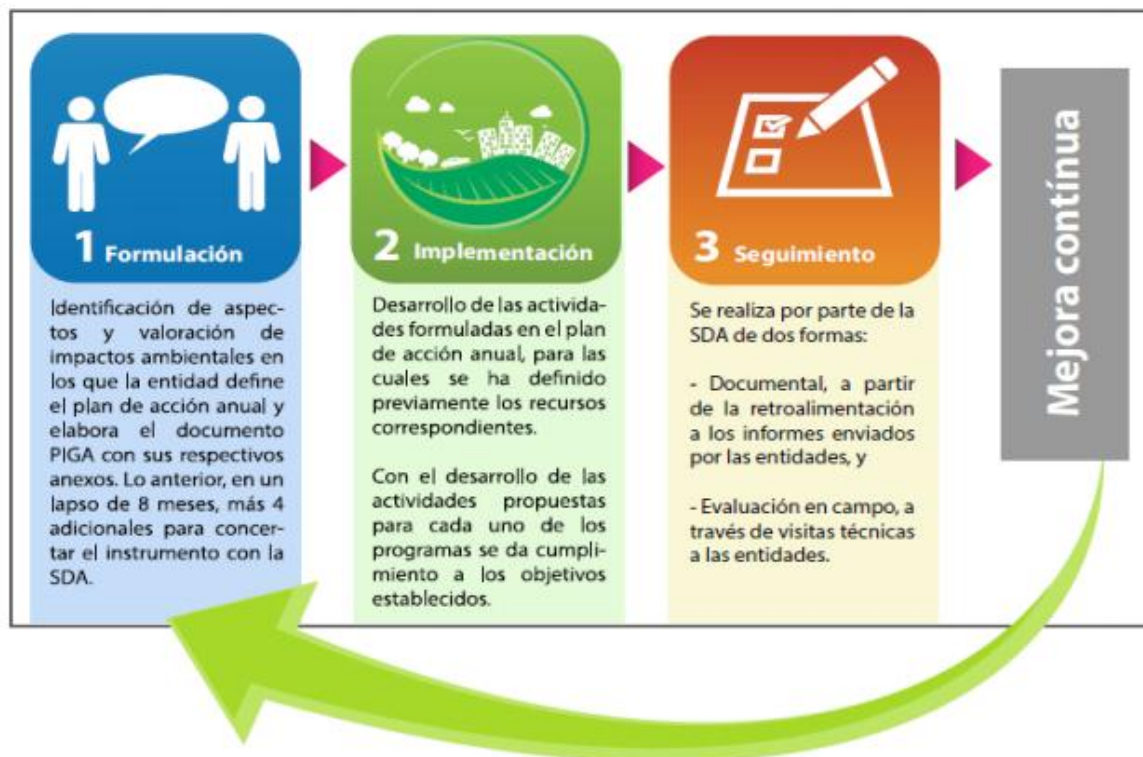 1 Formulación
Identificación de aspec-
tos y valoración de
impactos ambientales en
los que la entidad define
el plan de acción anual y
elabora el documento
PIGA con sus respectivos
anexos. Lo anterior, en un
lapso de 8 meses, más 4
adicionales para concer-
tar el instrumento con la
SDA.
2 Implementación
Desarrollo de las activida-
des formuladas en el plan
de acción anual, para las
cuales se ha definido
previamente los recursos
correspondientes.
Con el desarrollo de las
actividades propuestas
para cada uno de los
programas se da cumpli-
miento a los objetivos
establecidos.
3 Seguimiento
Se realiza por parte de la
SDA de dos formas:
- Documental, a partir
de la retroalimentación
a los informes enviados
por las entidades, y
- Evaluación en campo, a
través de visitas técnicas
a las entidades.
Mejora contínua